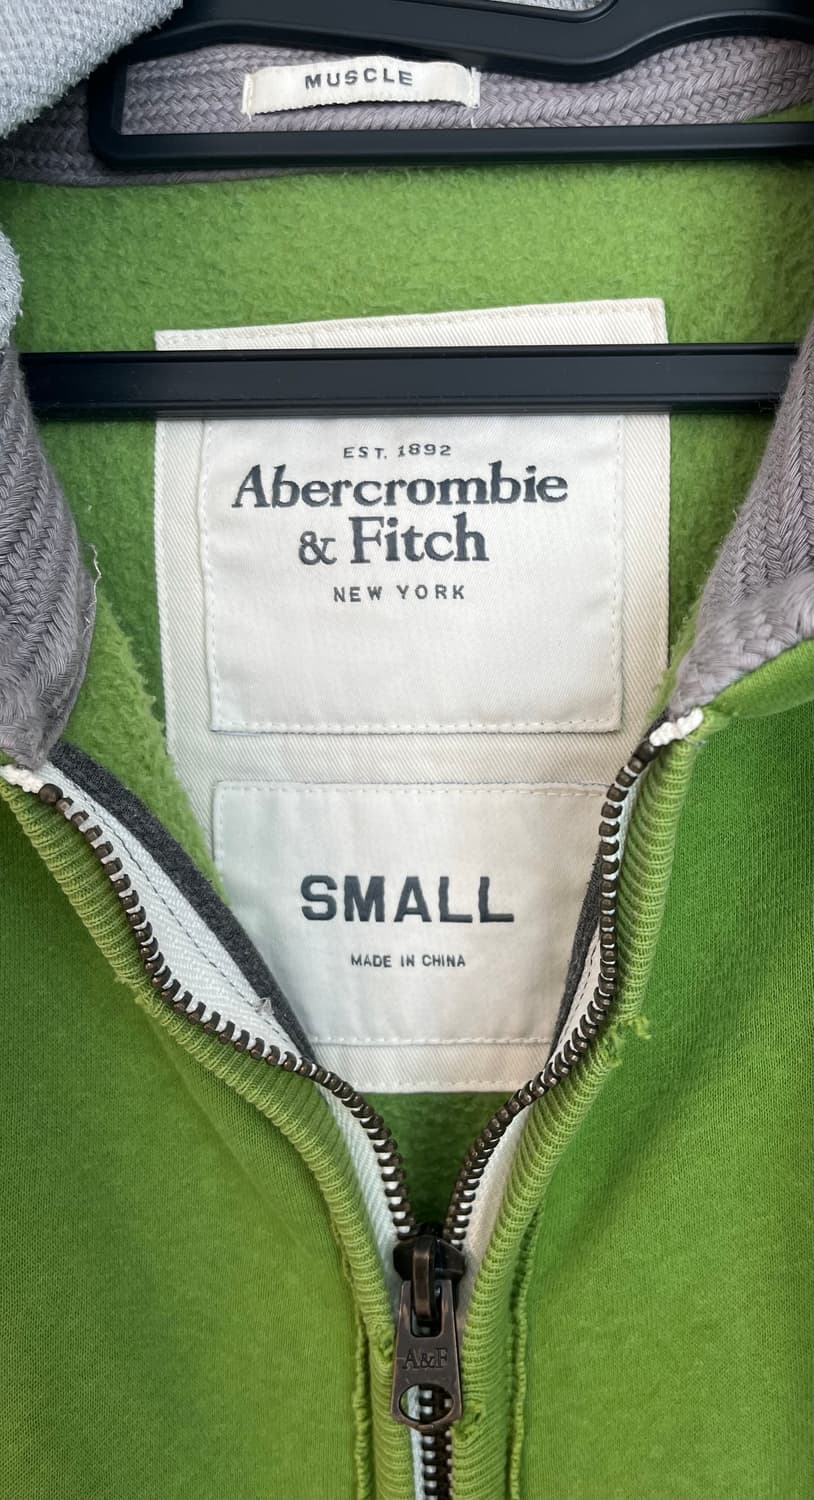 MUSCLE
EST. 1892
Abercrombie
& Fitch
NEW YORK
SMALL
MADE IN CHINA
A&F